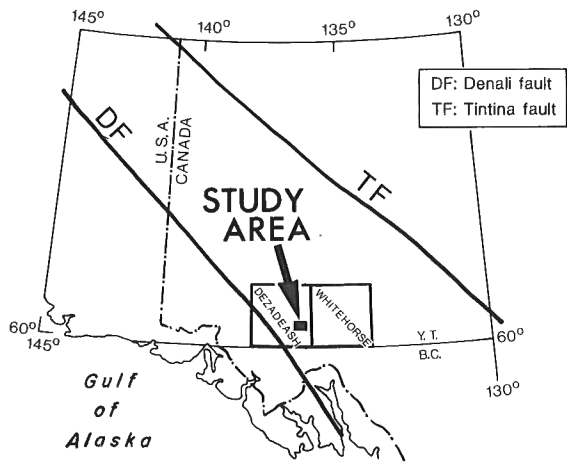 145°
140°
135°
130°
DF: Denali fault
TF: Tintina fault
DF
U.S.A.
CANADA
TF
STUDY
AREA
DEZADEASH
WHITEHORSE
60°
145°
Y.T.
B.C.
60°
130°
Gulf
of
Alaska